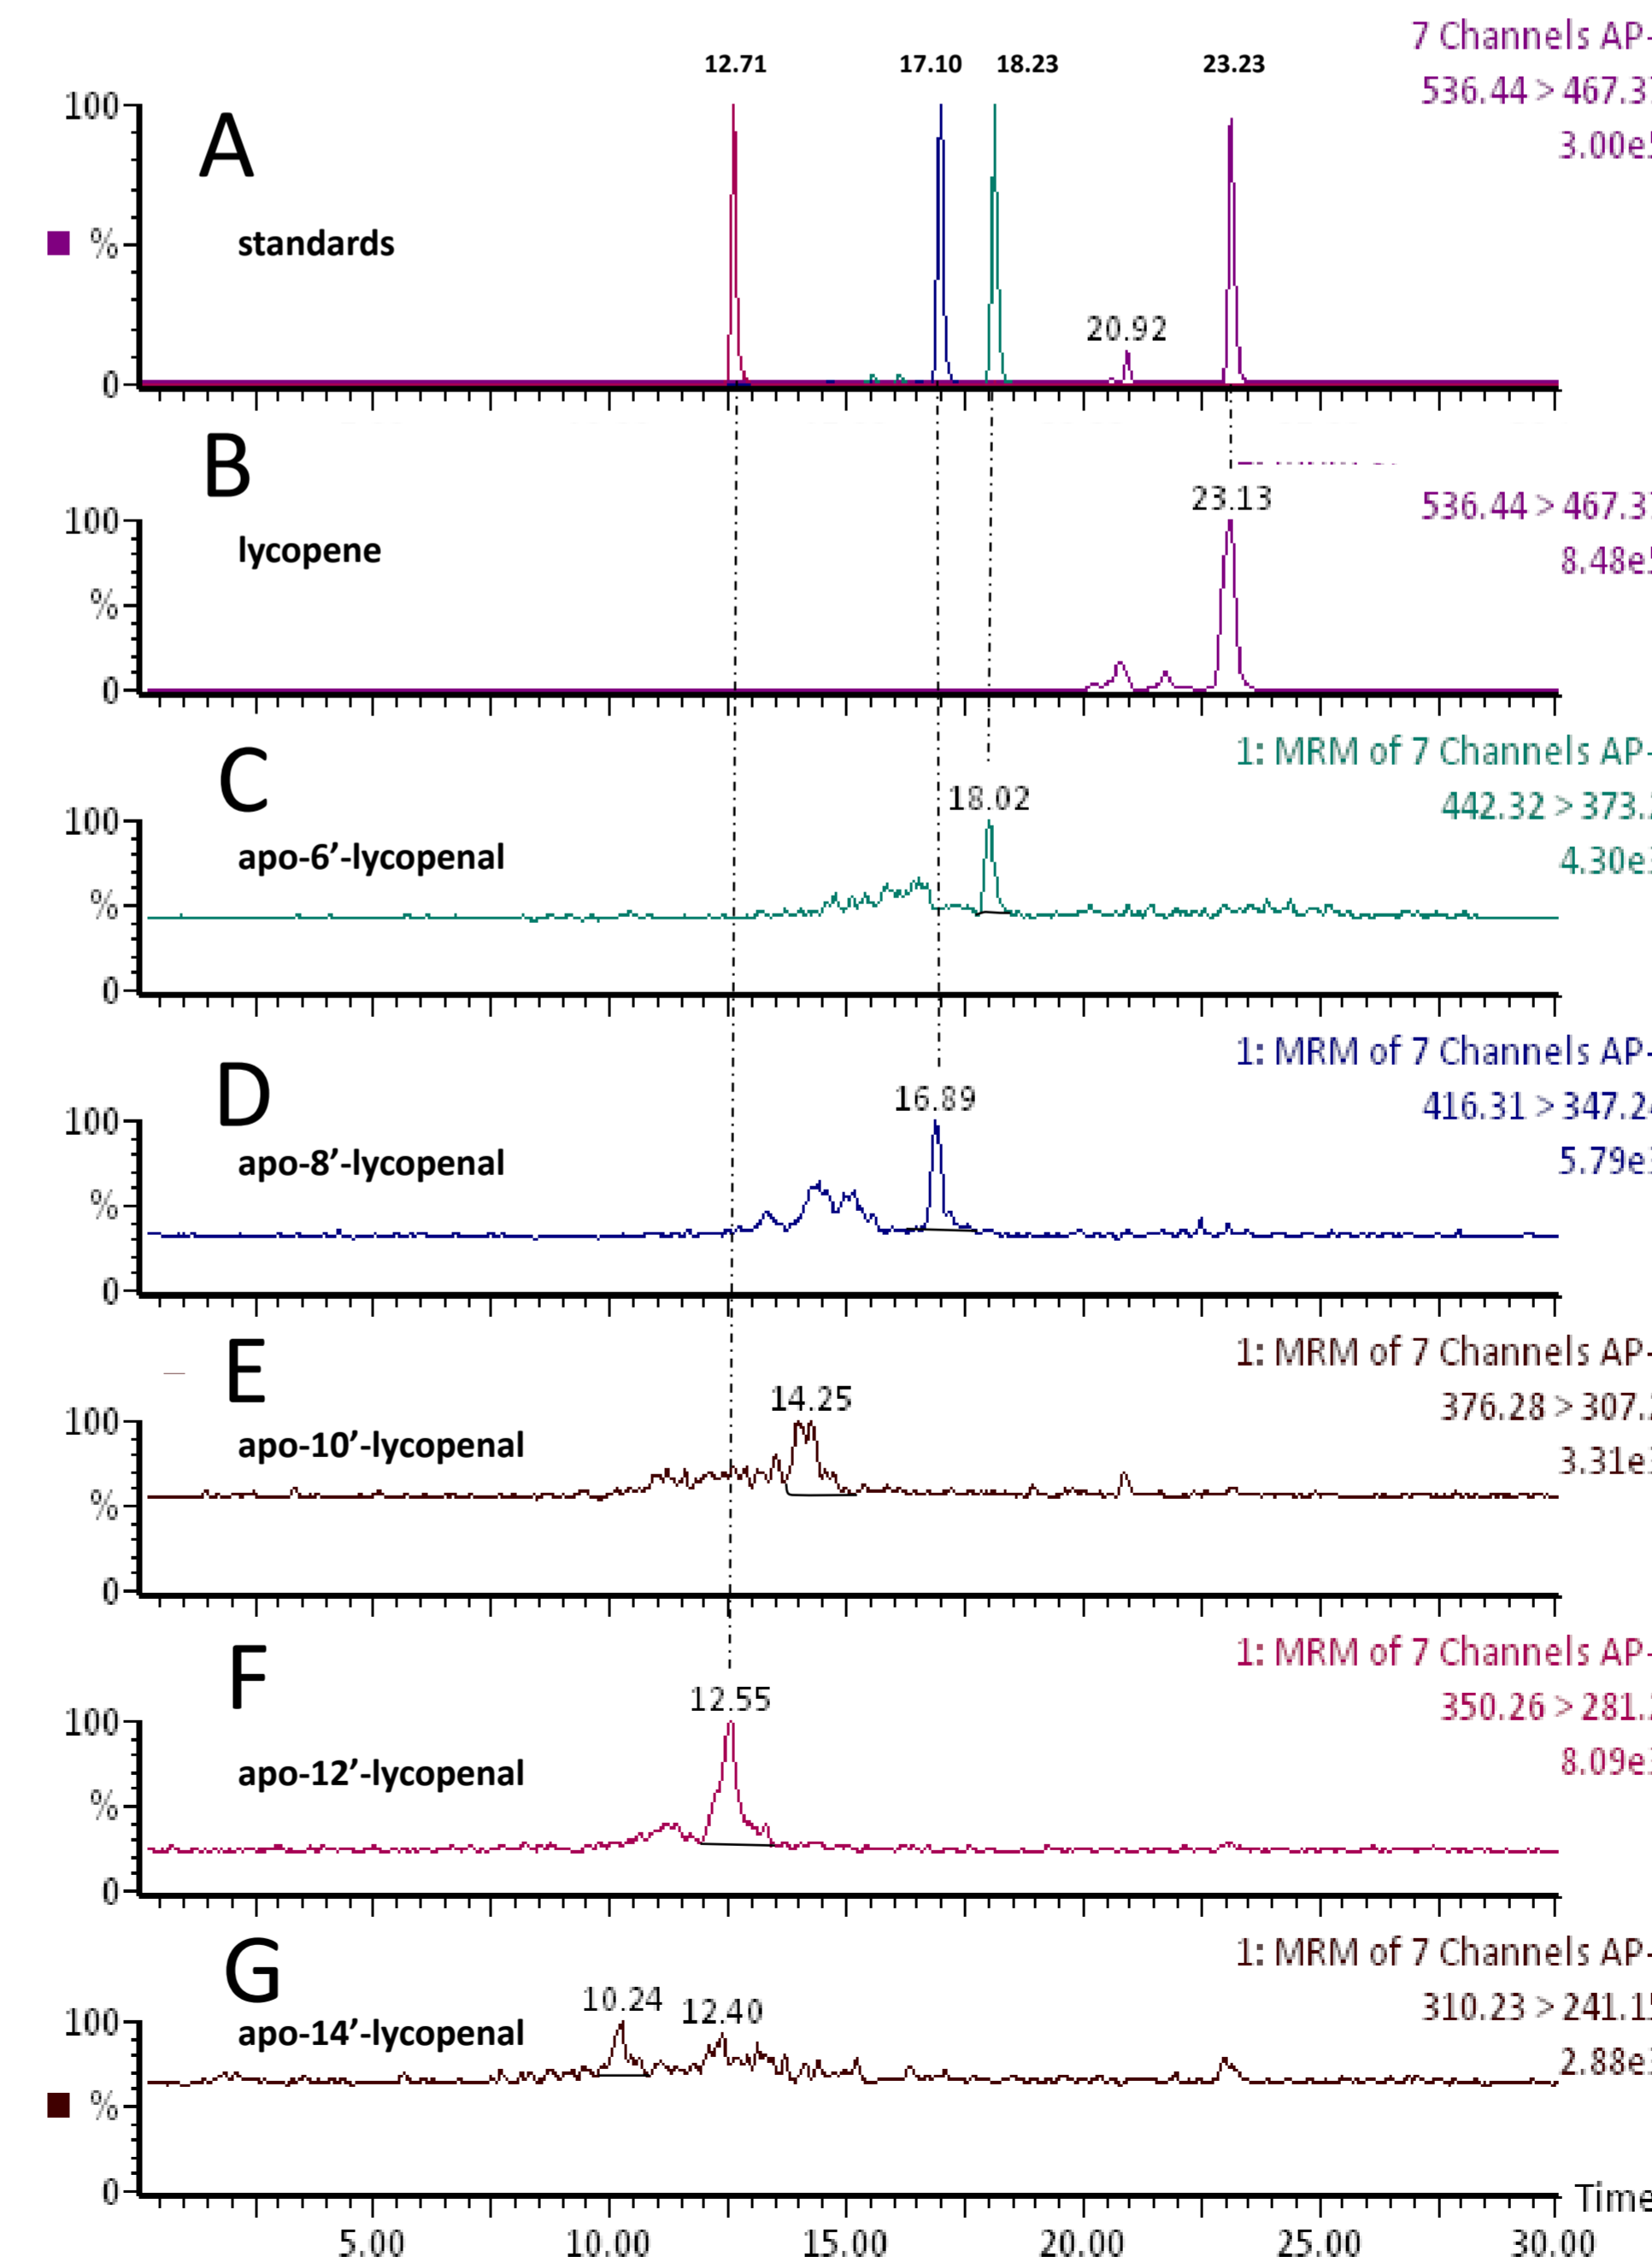 7 Channels AP-
12.71 17.10 18.23 23.23
536.44 > 467.3
100
A
3.00e
% standards
20.92
0
B
23.13
536.44 > 467.3
100
lycopene
8.48e
%
0
1: MRM of 7 Channels AP-
C
18.02
442.32 > 373.
100
apo-6’-lycopenal
4.30e
%
0
1: MRM of 7 Channels AP-
D
16.89
416.31 > 347.2
100
apo-8’-lycopenal
5.79e
%
0
1: MRM of 7 Channels AP-
E
14.25
376.28 > 307.
100
apo-10’-lycopenal
3.31e
%
0
1: MRM of 7 Channels AP-
F
12.55
350.26 > 281.
100
apo-12’-lycopenal
8.09e
%
0
1: MRM of 7 Channels AP-
G
10.24 12.40
310.23 > 241.1
100
apo-14’-lycopenal
2.88e
%
0
Time
5.00 10.00 15.00 20.00 25.00 30.00